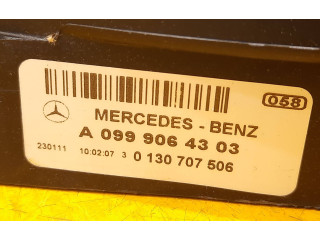 058
MERCEDES - BENZ
A 099 906 43 03
230111 10:02:07 3 0 130 707 506